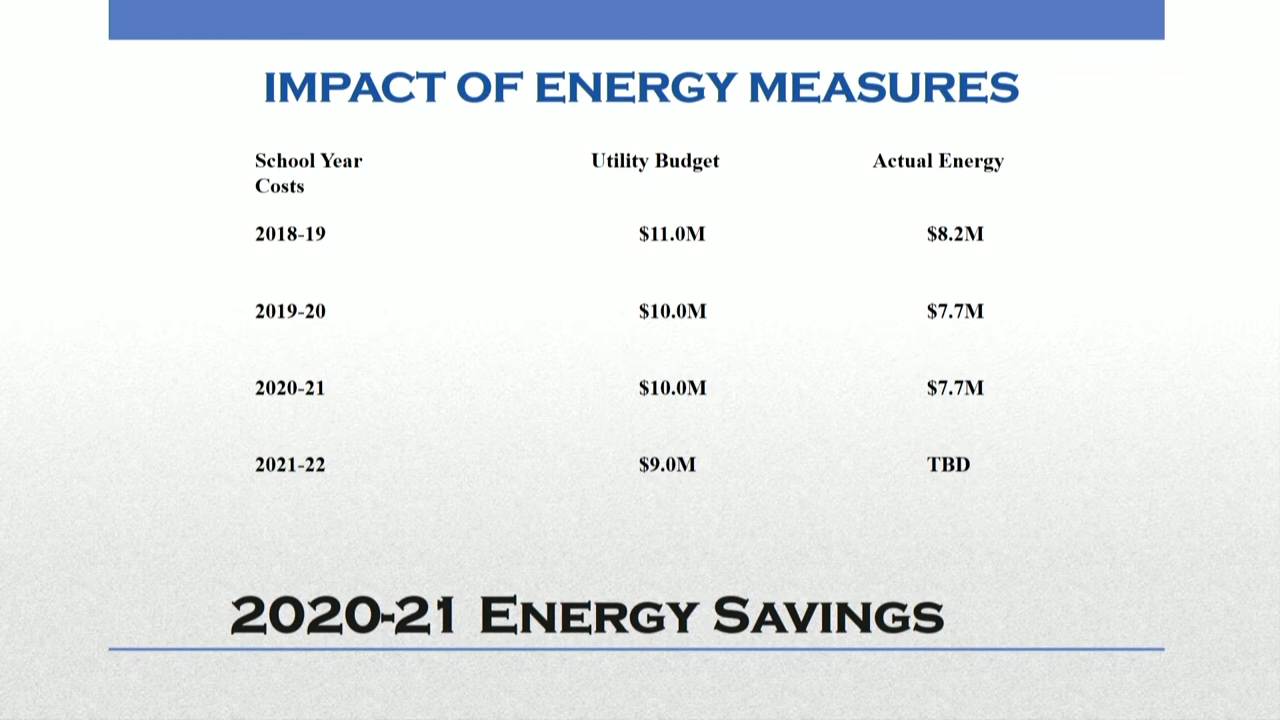 IMPACT OF ENERGY MEASURES
School Year Utility Budget Actual Energy
Costs
2018-19 $11.0M $8.2M
2019-20 $10.0M $7.7M
2020-21 $10.0M $7.7M
2021-22 $9.0M TBD
2020-21 Energy Savings